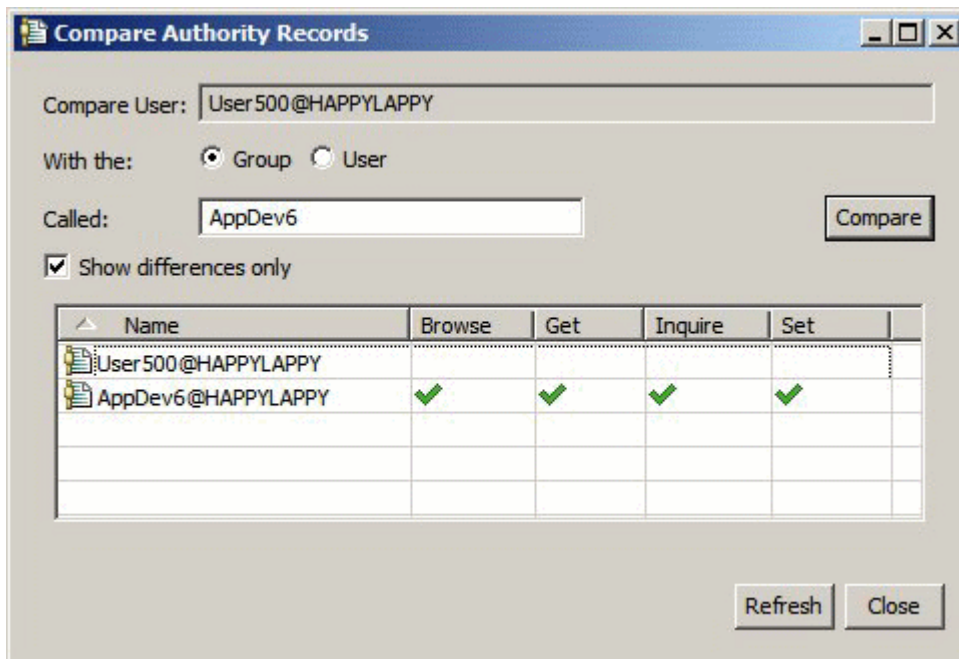 Compare Authority Records
Compare User: User500@HAPPYLAPPY
With the: Group User
Called: AppDev6 Compare
Show differences only
Name Browse Get Inquire Set
User500@HAPPYLAPPY
AppDev6@HAPPYLAPPY
Refresh Close